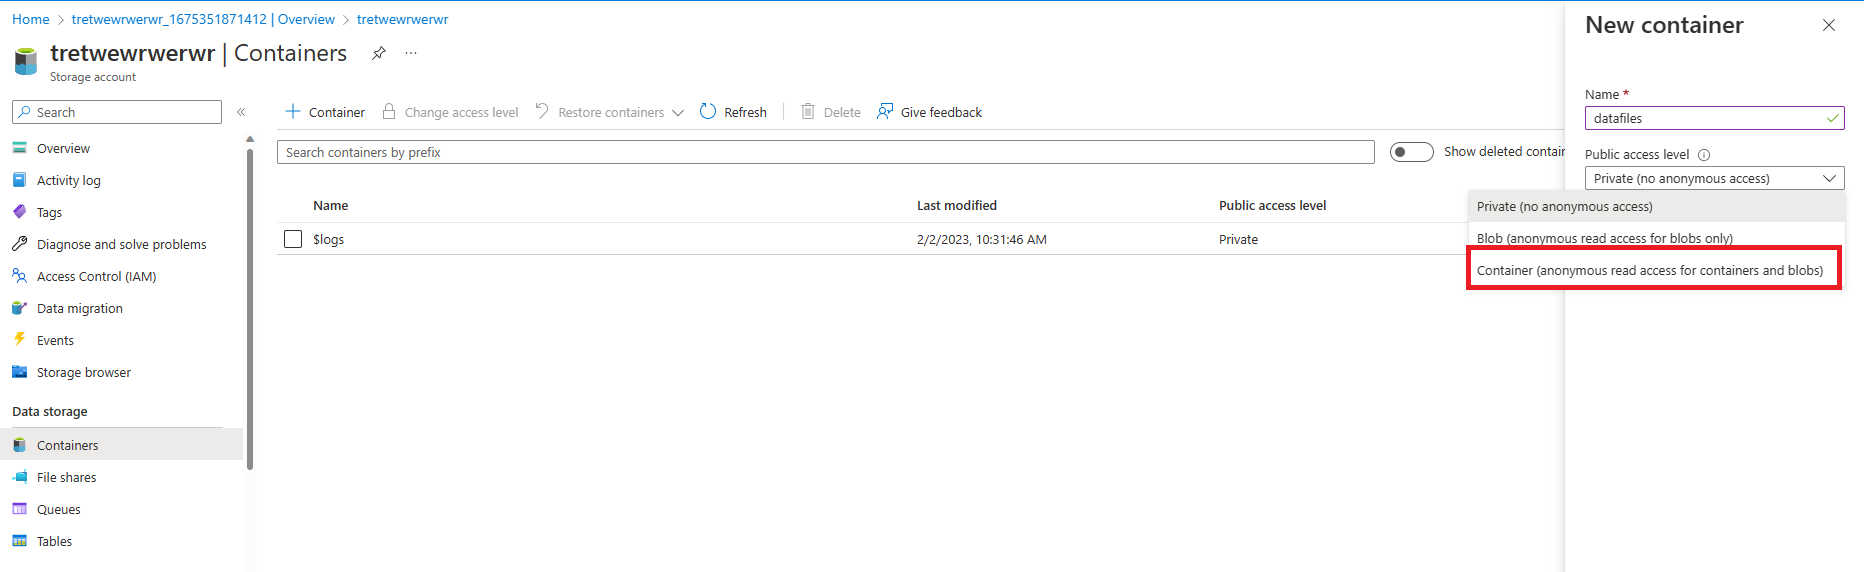 Home > tretwewrwerwr_1675351871412 | Overview > tretwewrwerwr
tretwewrwerwr | Containers
Storage account
Search
Overview
Activity log
Tags
Diagnose and solve problems
Access Control (IAM)
Data migration
Events
Storage browser
Data storage
Containers
File shares
Queues
Tables
Container Change access level Restore containers Refresh Delete Give feedback
Search containers by prefix
Show deleted contain
Name Last modified Public access level
$logs 2/2/2023, 10:31:46 AM Private
New container
Name *
datafiles
Public access level
Private (no anonymous access)
Private (no anonymous access)
Blob (anonymous read access for blobs only)
Container (anonymous read access for containers and blobs)